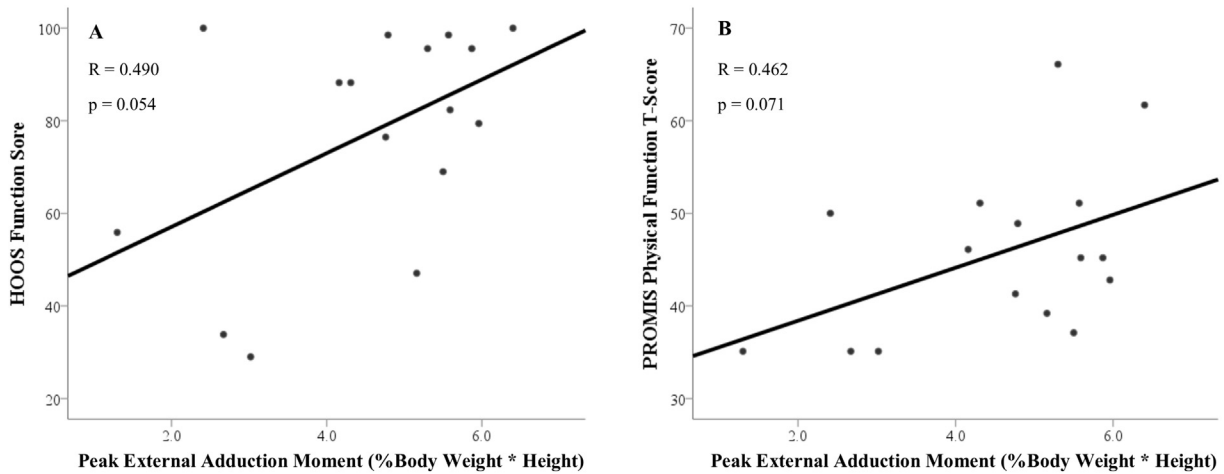 A
R = 0.490
p = 0.054
HOOS Function Sore
100
80
60
40
20
2.0
4.0
6.0
Peak External Adduction Moment (%Body Weight * Height)
B
R = 0.462
p = 0.071
PROMIS Physical Function T-Score
70
60
50
40
30
2.0
4.0
6.0
Peak External Adduction Moment (%Body Weight * Height)